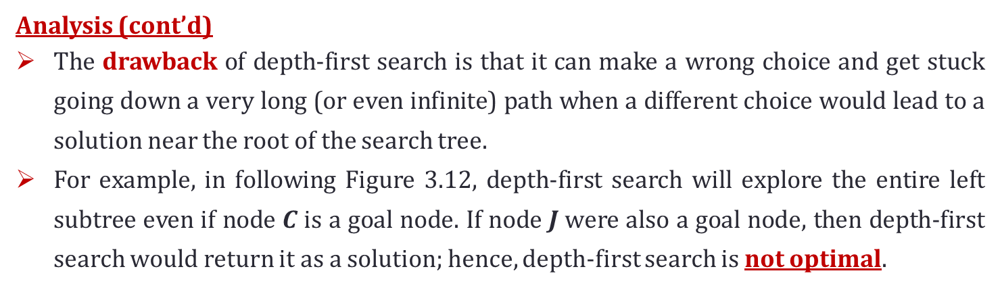 Analysis (cont’d)
➢ The drawback of depth-first search is that it can make a wrong choice and get stuck
going down a very long (or even infinite) path when a different choice would lead to a
solution near the root of the search tree.
➢ For example, in following Figure 3.12, depth-first search will explore the entire left
subtree even if node C is a goal node. If node J were also a goal node, then depth-first
search would return it as a solution; hence, depth-first search is not optimal.